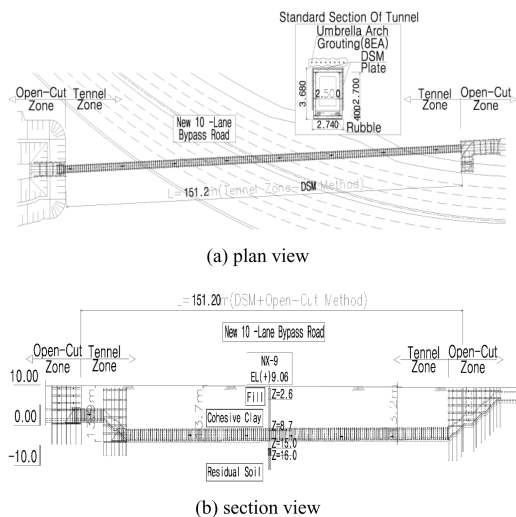 Standard Section Of Tunnel
Umbrella Arch
Grouting(8EA)
DSM
Plate
2.500
3.680
2.700
400
2.740
Rubble
Open-Cut
Zone
Tennel
Zone
New 10 -Lane
Bypass Road
Tennel
Zone
Open-Cut
Zone
L=151.2m(Tennel Zone-DSM Method)
(a) plan view
L=151.20m(DSM+Open-Cut Method)
New 10 -Lane Bypass Road
Open-Cut
Zone
Tennel
Zone
NX-9
EL(+)9.06
Tennel
Zone
Open-Cut
Zone
10.00
Fill
Z=2.6
0.00
Cohesive Clay
Z=8.7
Z=15.0
-10.0
Residual Soil
Z=16.0
(b) section view